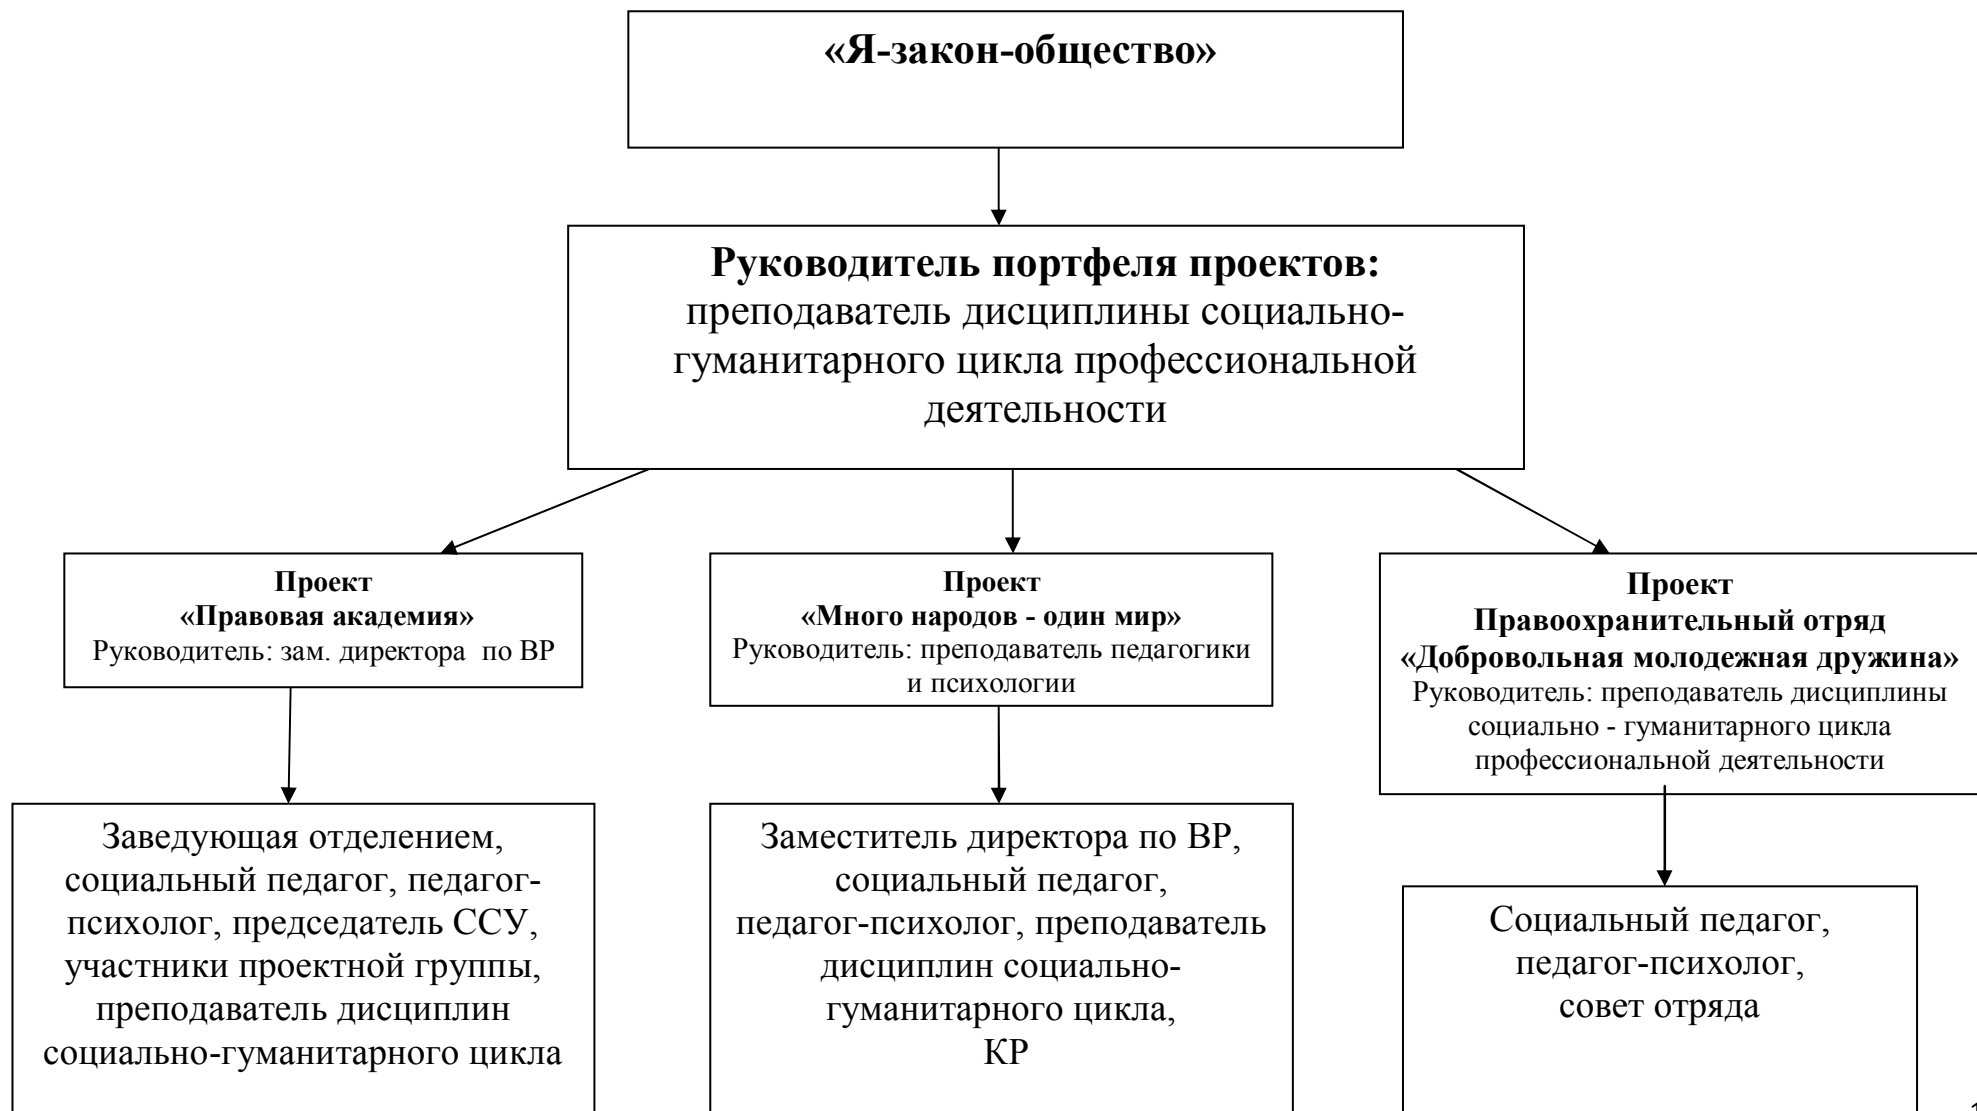 «Я-закон-общество»
Руководитель портфеля проектов:
преподаватель дисциплины социально-
гуманитарного цикла профессиональной
деятельности
Проект
«Правовая академия»
Руководитель: зам. директора по ВР
Проект
«Много народов - один мир»
Руководитель: преподаватель педагогики
и психологии
Проект
Правоохранительный отряд
«Добровольная молодежная дружина»
Руководитель: преподаватель дисциплины
социально - гуманитарного цикла
профессиональной деятельности
Заведующая отделением,
социальный педагог, педагог-
психолог, председатель ССУ,
участники проектной группы,
преподаватель дисциплин
социально-гуманитарного цикла
Заместитель директора по ВР,
социальный педагог,
педагог-психолог, преподаватель
дисциплин социально-
гуманитарного цикла,
КР
Социальный педагог,
педагог-психолог,
совет отряда